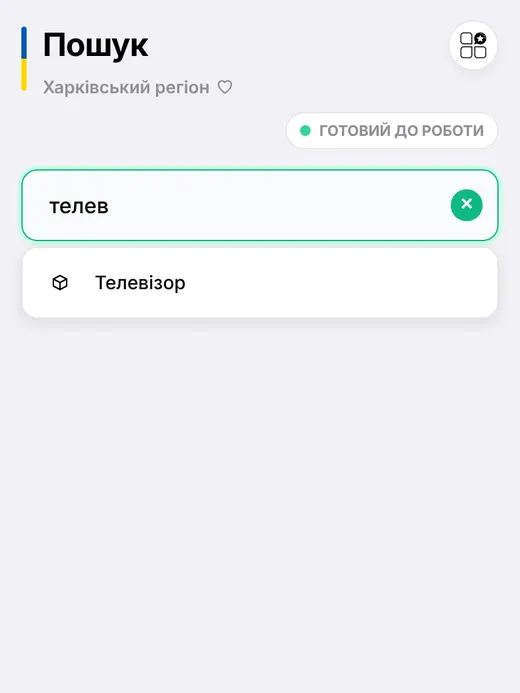 Пошук
Харківський регіон
ГОТОВИЙ ДО РОБОТИ
телев
Телевізор